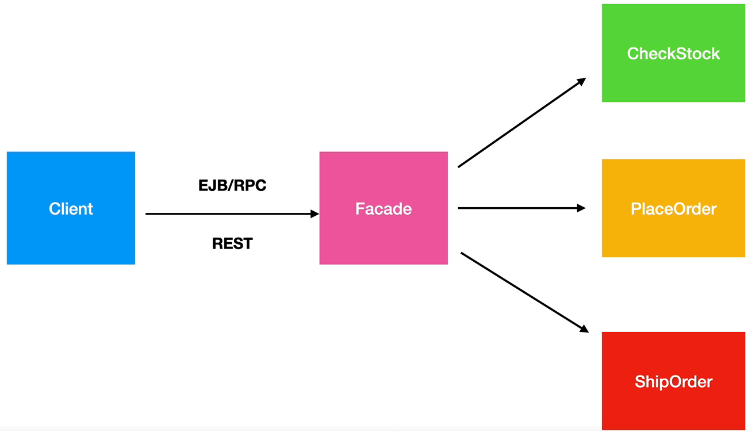 CheckStock
Client
EJB/RPC
REST
Facade
PlaceOrder
ShipOrder